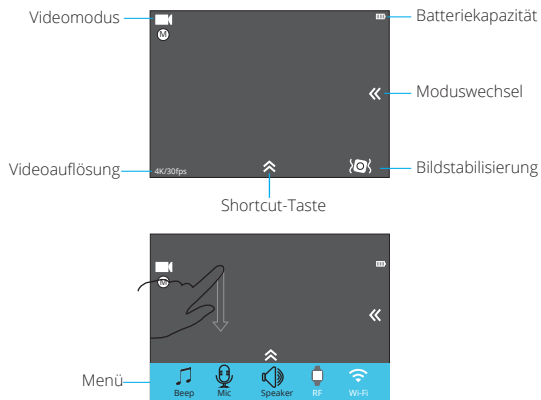 Videomodus
Batteriekapazität
M
Moduswechsel
Videoauflösung
4K/30fps
Bildstabilisierung
Shortcut-Taste
M
Menü
Beep Mic Speaker RF Wi-Fi